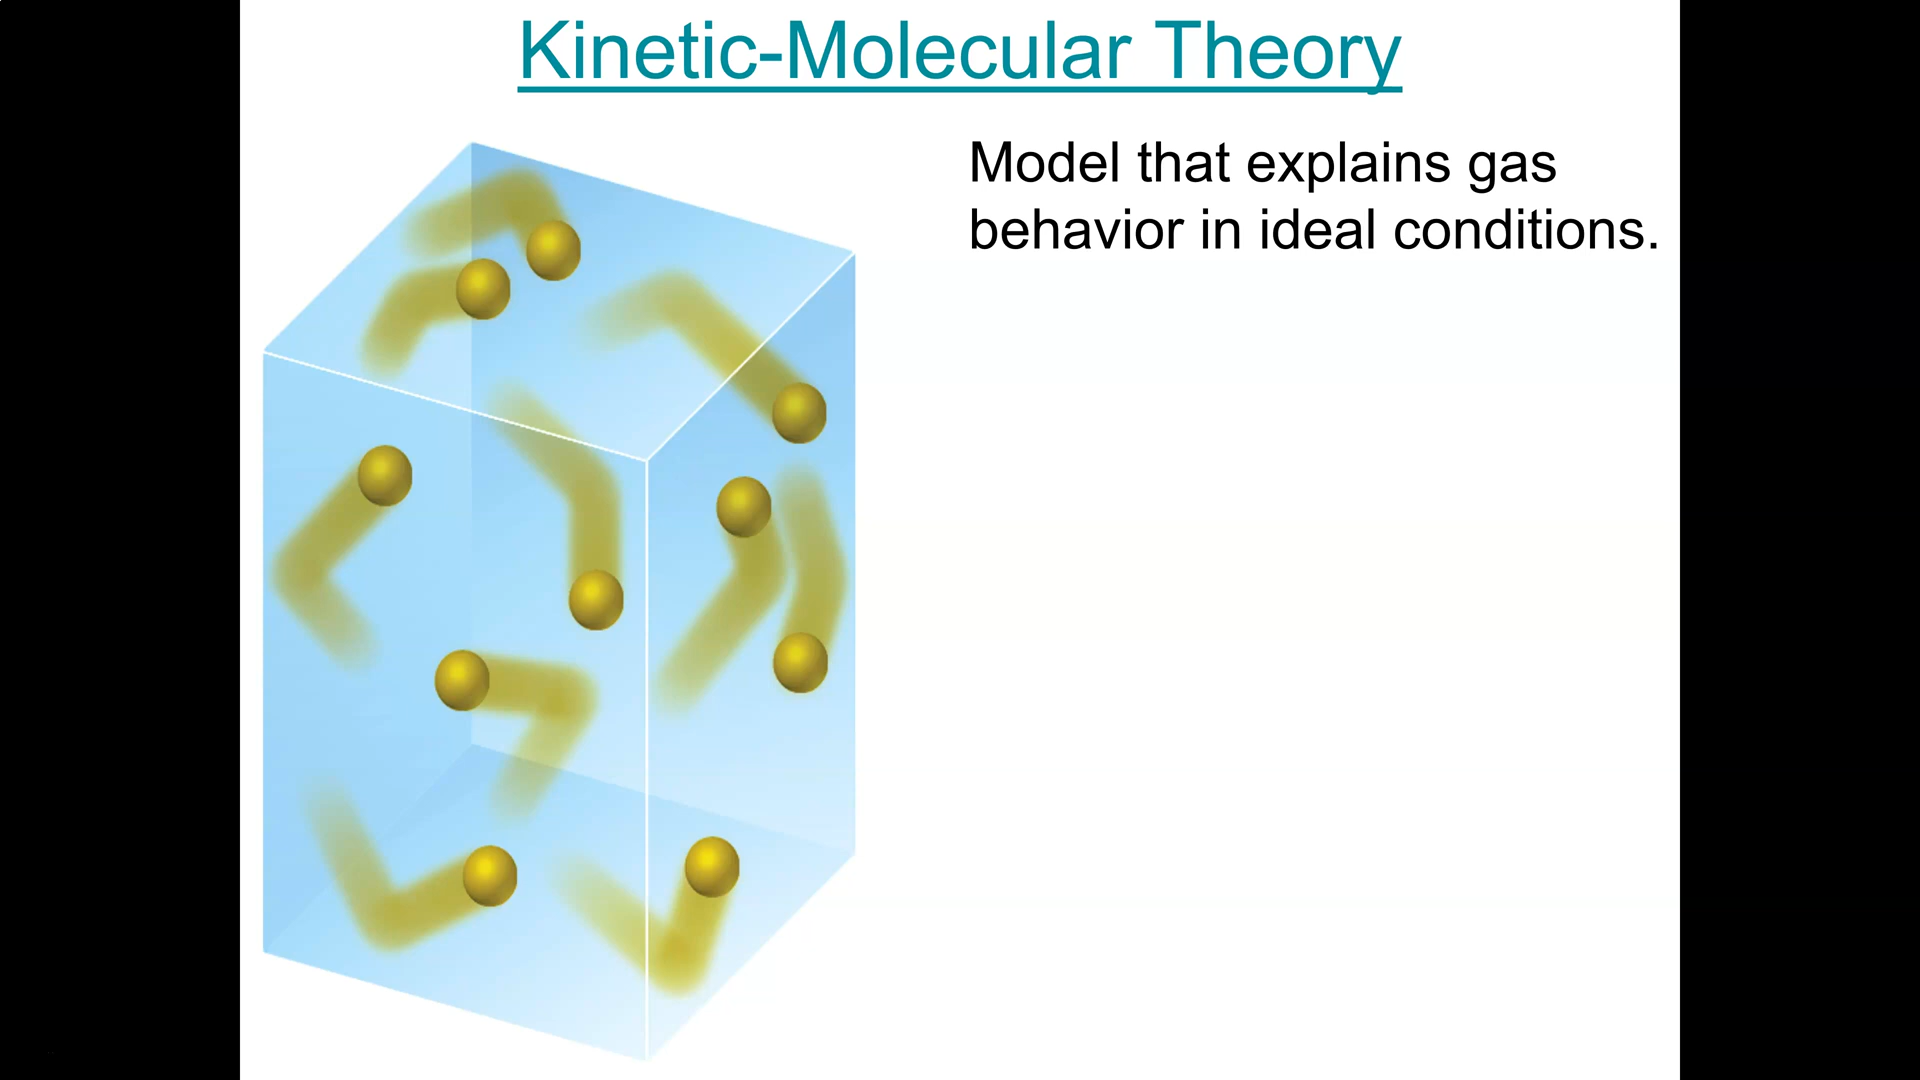 Kinetic-Molecular Theory
Model that explains gas
behavior in ideal conditions.